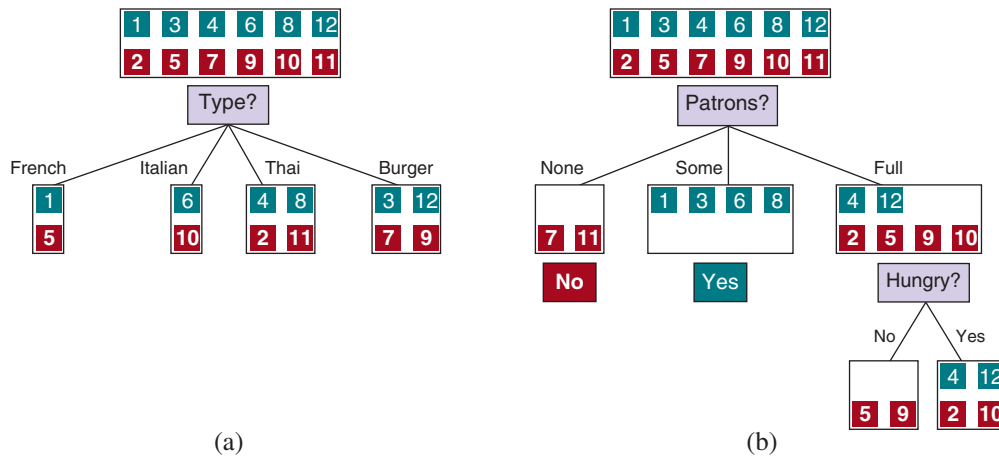 1 3 4 6 8 12
2 5 7 9 10 11
Type?
French Italian Thai Burger
1 6 4 8 3 12
5 10 2 11 7 9
(a)
1 3 4 6 8 12
2 5 7 9 10 11
Patrons?
None Some Full
1 3 6 8 4 12
7 11 2 5 9 10
No Yes Hungry?
No Yes
4 12
5 9 2 10
(b)